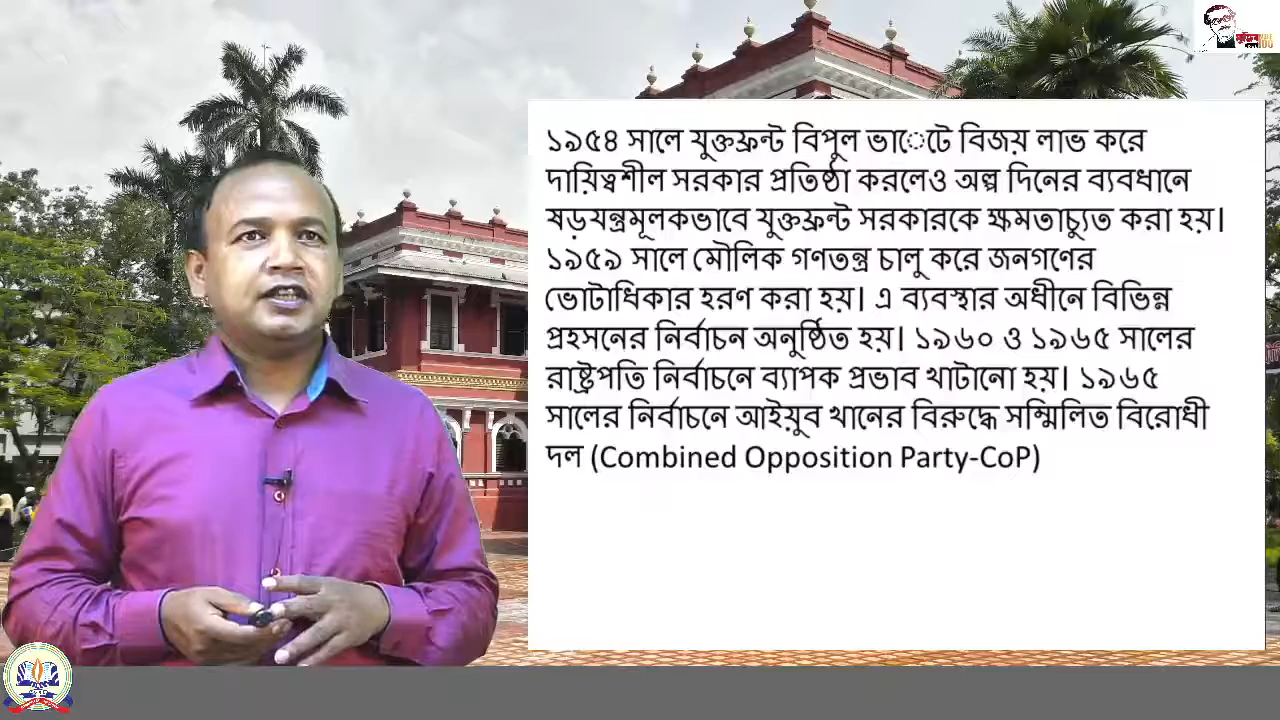 ১৯৫৪ সালে যুক্তফ্রন্ট বিপুল ভােটে বিজয় লাভ করে
দায়িত্বশীল সরকার প্রতিষ্ঠা করলেও অল্প দিনের ব্যবধানে
ষড়যন্ত্রমূলকভাবে যুক্তফ্রন্ট সরকারকে ক্ষমতাচ্যুত করা হয়।
১৯৫৯ সালে মৌলিক গণতন্ত্র চালু করে জনগণের
ভোটাধিকার হরণ করা হয়। এ ব্যবস্থার অধীনে বিভিন্ন
প্রহসনের নির্বাচন অনুষ্ঠিত হয়। ১৯৬০ ও ১৯৬৫ সালের
রাষ্ট্রপতি নির্বাচনে ব্যাপক প্রভাব খাটানো হয়। ১৯৬৫
সালের নির্বাচনে আইয়ুব খানের বিরুদ্ধে সম্মিলিত বিরোধী
দল (Combined Opposition Party-CoP)